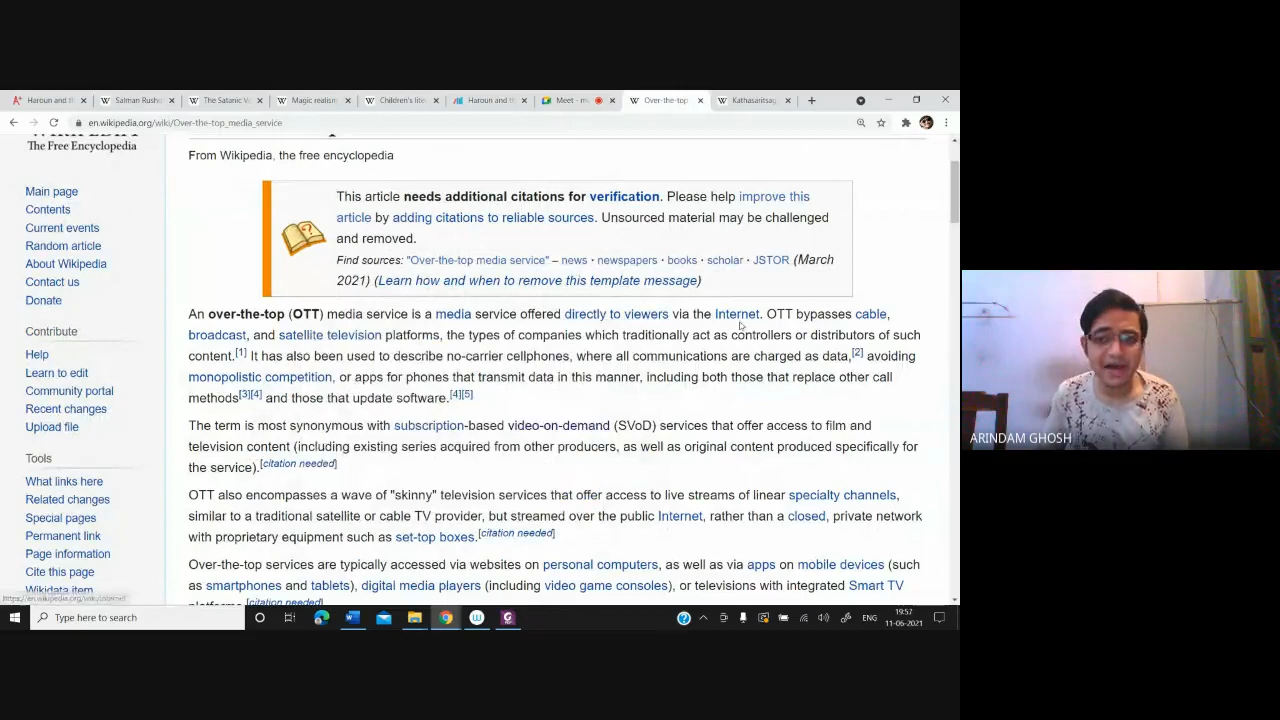 Haroun and th
Salman Rush
The Satanic V
Magic realism
Children's lite
Haroun and th
Meet - m
Over-the-top
Kathasaritsag
en.wikipedia.org/wiki/Over-the-top_media_service
The Free Encyclopedia
Main page
Contents
Current events
Random article
About Wikipedia
Contact us
Donate
Contribute
Help
Learn to edit
Community portal
Recent changes
Upload file
Tools
What links here
Related changes
Special pages
Permanent link
Page information
Cite this page
Wikidata item
From Wikipedia, the free encyclopedia
This article needs additional citations for verification. Please help improve this
article by adding citations to reliable sources. Unsourced material may be challenged
and removed.
Find sources: "Over-the-top media service" – news · newspapers · books · scholar · JSTOR (March
2021) (Learn how and when to remove this template message)
An over-the-top (OTT) media service is a media service offered directly to viewers via the Internet. OTT bypasses cable,
broadcast, and satellite television platforms, the types of companies which traditionally act as controllers or distributors of such
content.[1] It has also been used to describe no-carrier cellphones, where all communications are charged as data,[2] avoiding
monopolistic competition, or apps for phones that transmit data in this manner, including both those that replace other call
methods[3][4] and those that update software.[4][5]
The term is most synonymous with subscription-based video-on-demand (SVoD) services that offer access to film and
television content (including existing series acquired from other producers, as well as original content produced specifically for
the service).[citation needed]
OTT also encompasses a wave of "skinny" television services that offer access to live streams of linear specialty channels,
similar to a traditional satellite or cable TV provider, but streamed over the public Internet, rather than a closed, private network
with proprietary equipment such as set-top boxes.[citation needed]
Over-the-top services are typically accessed via websites on personal computers, as well as via apps on mobile devices (such
as smartphones and tablets), digital media players (including video game consoles), or televisions with integrated Smart TV
platforms.[citation needed]
https://en.wikipedia.org/wiki/Internet
Type here to search
ENG
19:57
11-06-2021
ARINDAM GHOSH